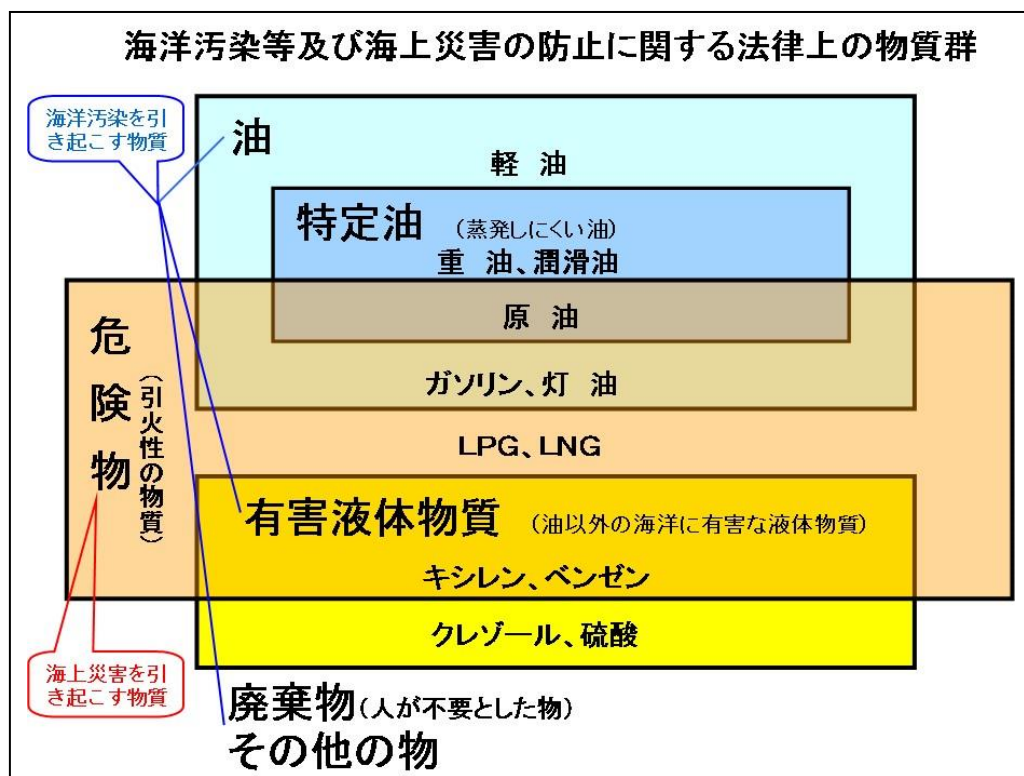 海洋汚染等及び海上災害の防止に関する法律上の物質群
海洋汚染を引
き起こす物質
油
軽 油
特定油 (蒸発しにくい油)
重 油、潤滑油
原 油
ガソリン、灯 油
危険物
(引火性の物質)
LPG、LNG
有害液体物質 (油以外の海洋に有害な液体物質)
キシレン、ベンゼン
クレゾール、硫酸
海上災害を引
き起こす物質
廃棄物(人が不要とした物)
その他の物